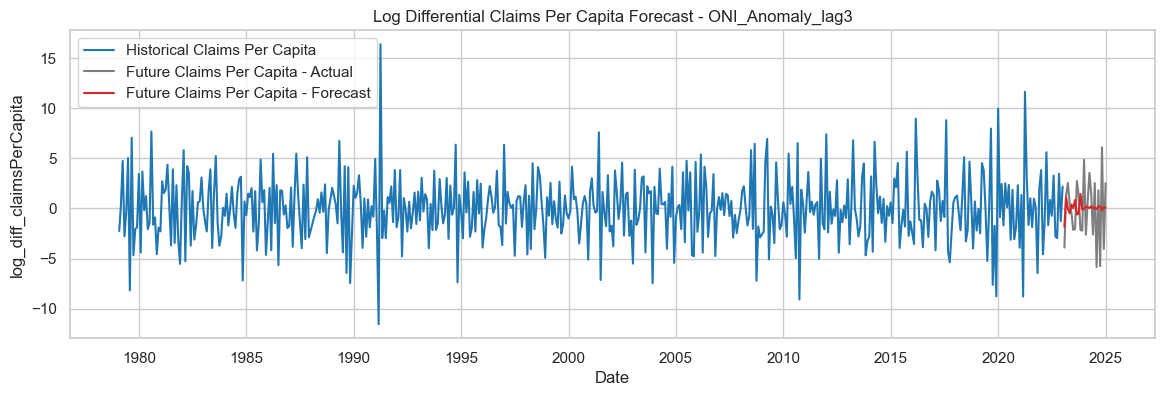 Log Differential Claims Per Capita Forecast - ONI_Anomaly_lag3
Historical Claims Per Capita
Future Claims Per Capita - Actual
Future Claims Per Capita - Forecast
log_diff_claimsPerCapita
15
10
5
0
−5
−10
1980 1985 1990 1995 2000 2005 2010 2015 2020 2025
Date